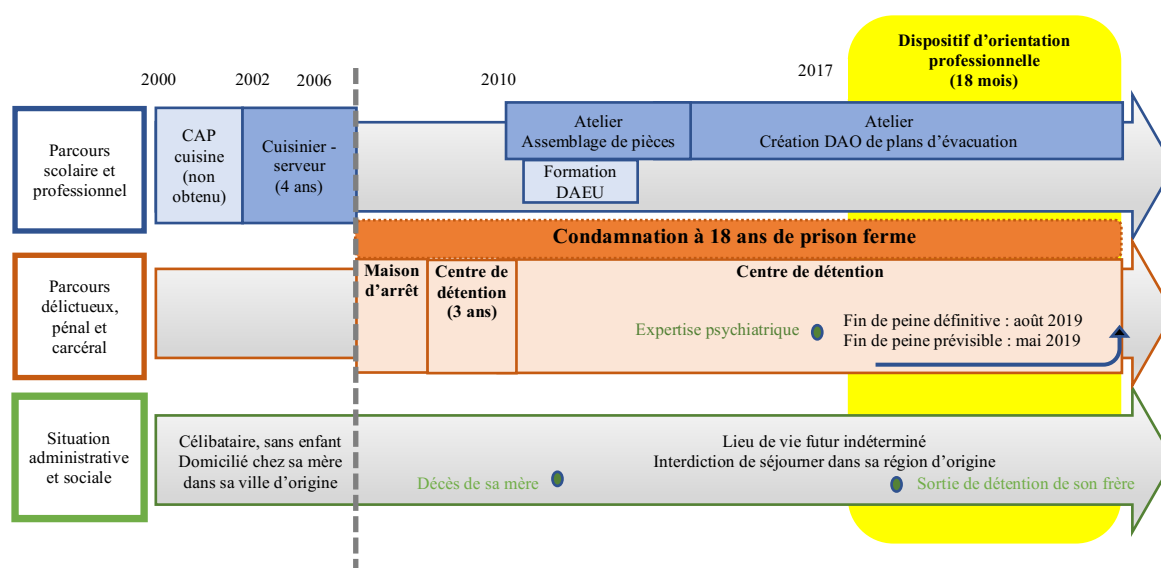 Dispositif d’orientation
professionnelle
(18 mois)
2000
2002
2006
2010
2017
Parcours
scolaire et
professionnel
CAP
cuisine
(non
obtenu)
Cuisinier -
serveur
(4 ans)
Atelier
Assemblage de pièces
Formation
DAEU
Atelier
Création DAO de plans d’évacuation
Condamnation à 18 ans de prison ferme
Parcours
délictueux,
pénal et
carcéral
Maison
d’arrêt
Centre de
détention
(3 ans)
Centre de détention
Expertise psychiatrique
Fin de peine définitive : août 2019
Fin de peine prévisible : mai 2019
Situation
administrative
et sociale
Célibataire, sans enfant
Domicilié chez sa mère
dans sa ville d’origine
Décès de sa mère
Lieu de vie futur indéterminé
Interdiction de séjourner dans sa région d’origine
Sortie de détention de son frère